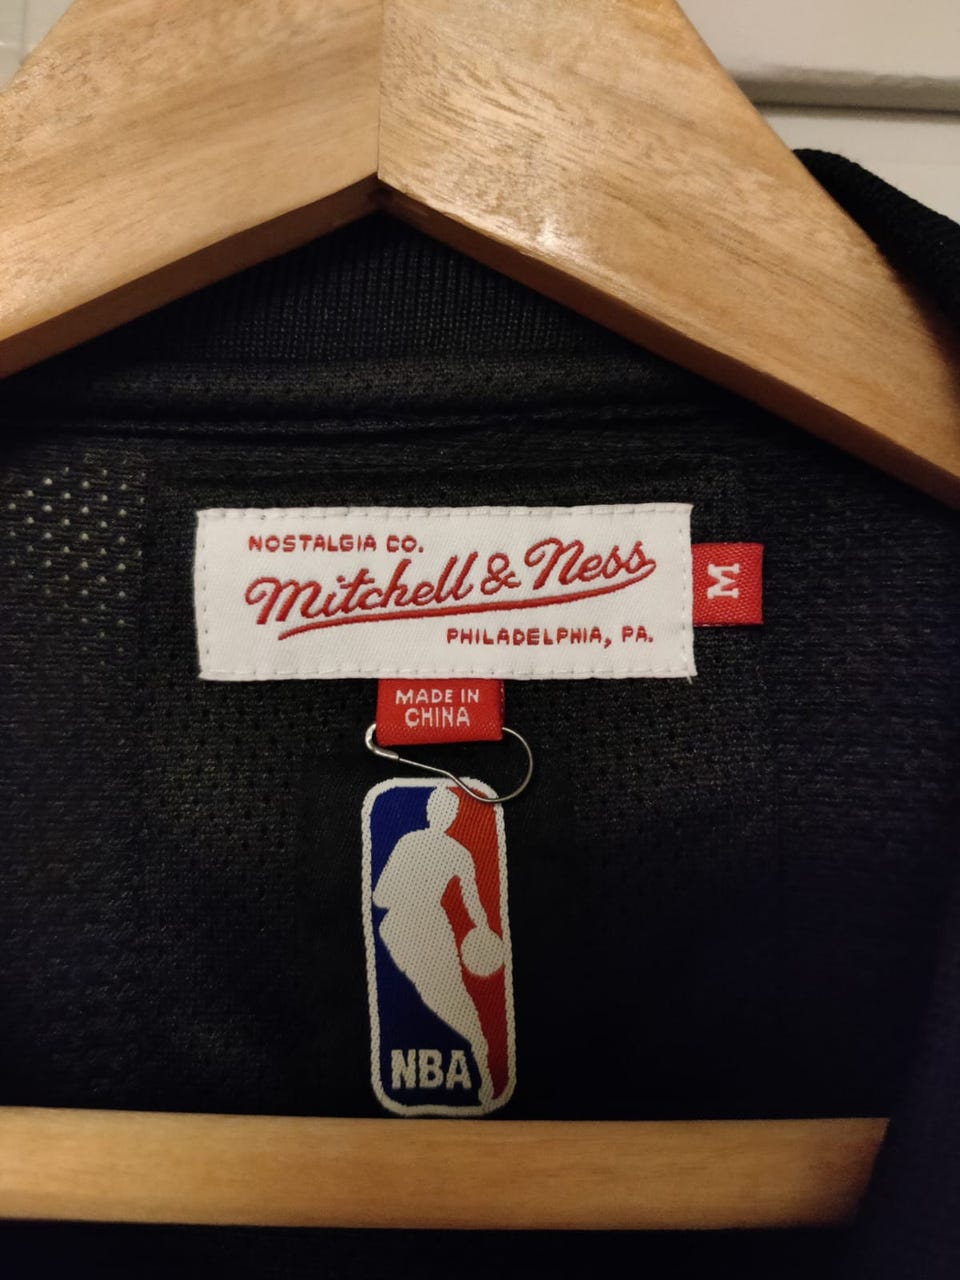 NOSTALGIA CO.
Mitchell & Ness
PHILADELPHIA, PA.
M
MADE IN
CHINA
NBA